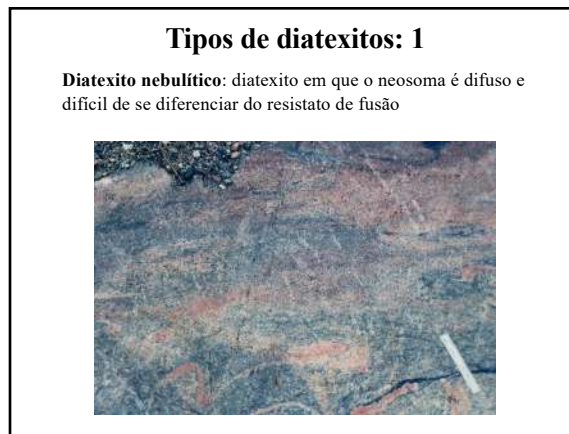 Tipos de diatexitos: 1
Diatexito nebulítico: diatexito em que o neosoma é difuso e
difícil de se diferenciar do resistato de fusão